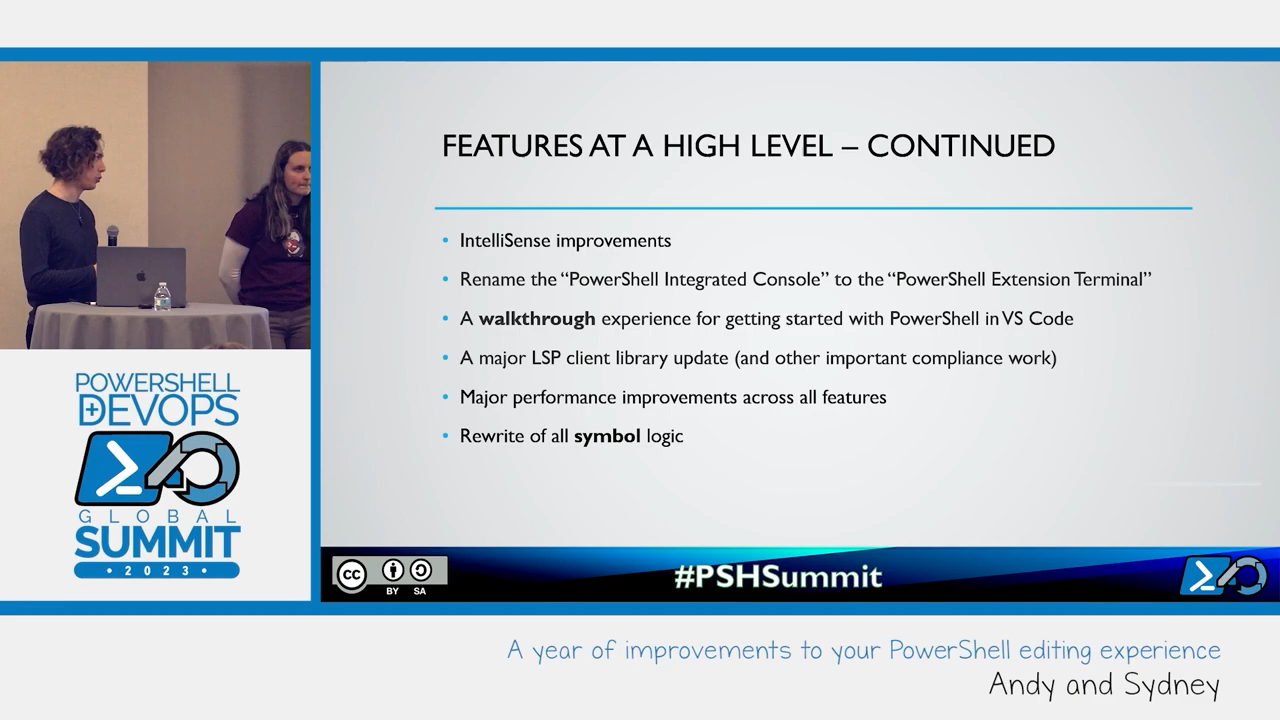 FEATURES AT A HIGH LEVEL – CONTINUED
• IntelliSense improvements
• Rename the “PowerShell Integrated Console” to the “PowerShell Extension Terminal”
• A walkthrough experience for getting started with PowerShell in VS Code
• A major LSP client library update (and other important compliance work)
• Major performance improvements across all features
• Rewrite of all symbol logic
POWERSHELL
+DEVOPS
GLOBAL
SUMMIT
• 2023 •
cc BY SA
#PSHSummit
A year of improvements to your PowerShell editing experience
Andy and Sydney